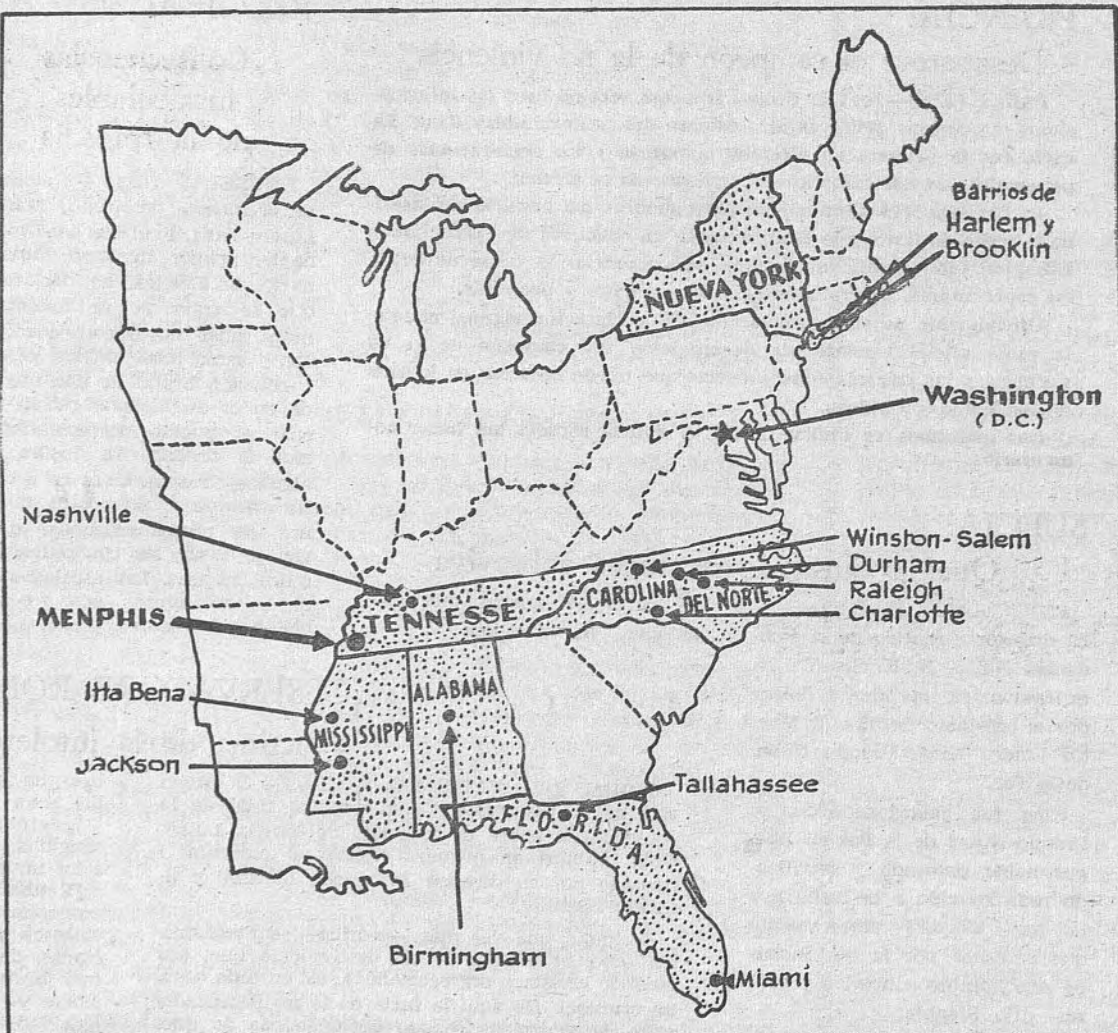 Barrios de
Harlem y
Brooklin
NUEVA YORK
Washington
(D.C.)
Nashville
Winston-Salem
Durham
CAROLINA
DEL NORTE
Raleigh
TENNESSE
MENPHIS
Charlotte
Itta Bena
ALABAMA
MISSISSIPPI
Jackson
Tallahassee
FLORIDA
Birmingham
Miami